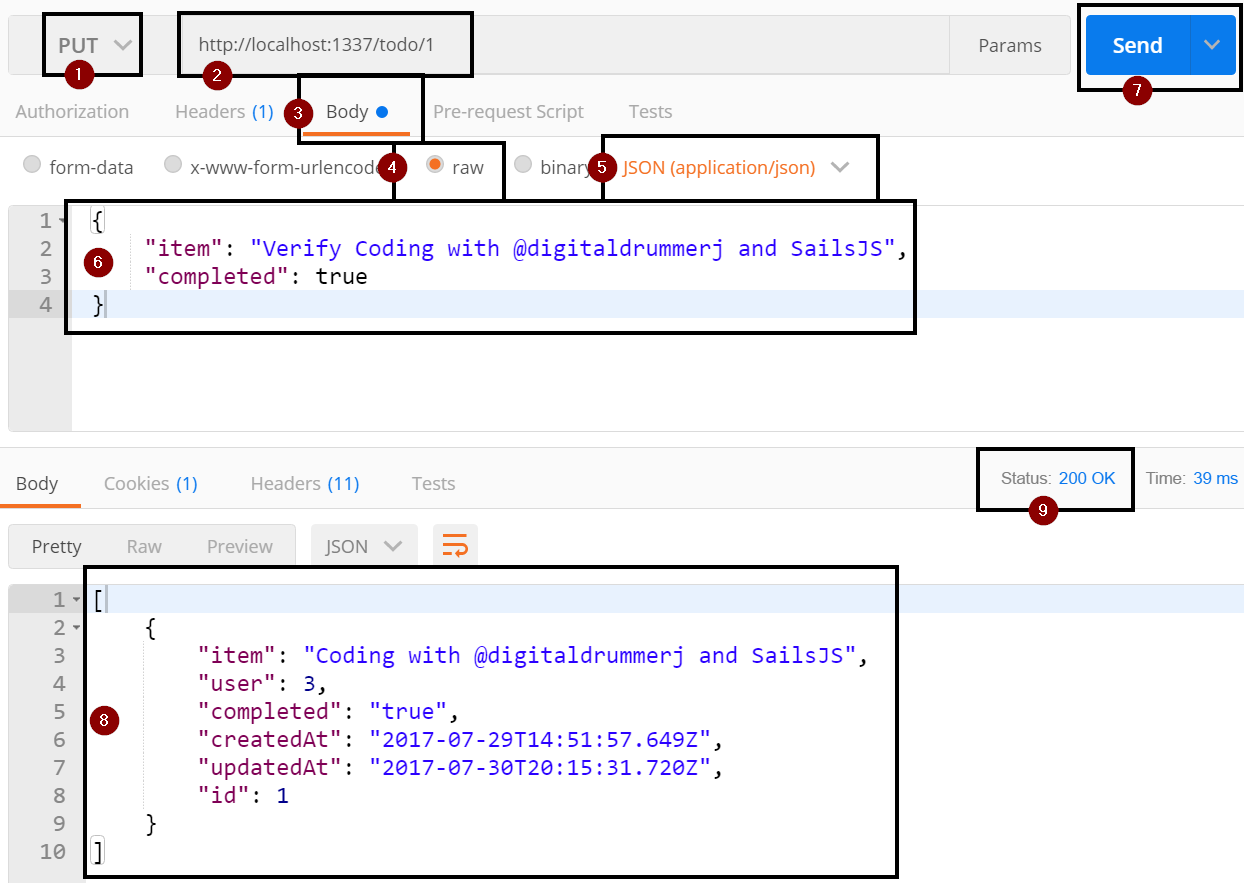 PUT http://localhost:1337/todo/1 Params Send
1 2 7
Authorization Headers (1) 3 Body Pre-request Script Tests
form-data x-www-form-urlencode 4 raw binary 5 JSON (application/json)
1 {
2 "item": "Verify Coding with @digitaldrummerj and SailsJS",
6
3 "completed": true
4 }
Body Cookies (1) Headers (11) Tests Status: 200 OK Time: 39 ms
9
Pretty Raw Preview JSON
1 [
2 {
3 "item": "Coding with @digitaldrummerj and SailsJS",
4 "user": 3,
5 "completed": "true",
8
6 "createdAt": "2017-07-29T14:51:57.649Z",
7 "updatedAt": "2017-07-30T20:15:31.720Z",
8 "id": 1
9 }
10 ]